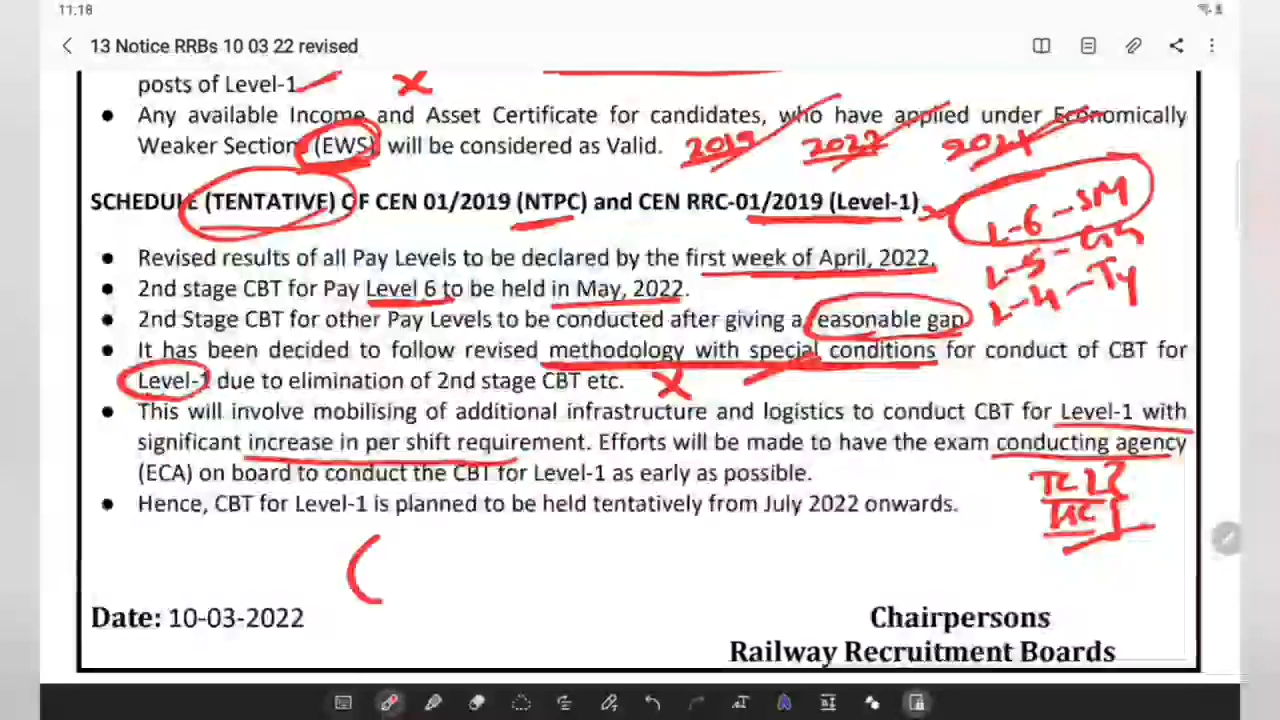 11:18
13 Notice RRBs 10 03 22 revised
posts of Level-1
Any available Income and Asset Certificate for candidates, who have applied under Economically
Weaker Section (EWS) will be considered as Valid.
2019 2022 2021
SCHEDULE (TENTATIVE) OF CEN 01/2019 (NTPC) and CEN RRC-01/2019 (Level-1)
L-6-SM
L-5-GG
L-4-Ty
Revised results of all Pay Levels to be declared by the first week of April, 2022.
2nd stage CBT for Pay Level 6 to be held in May, 2022.
2nd Stage CBT for other Pay Levels to be conducted after giving a easonable gap
It has been decided to follow revised methodology with special conditions for conduct of CBT for
Level-1 due to elimination of 2nd stage CBT etc.
This will involve mobilising of additional infrastructure and logistics to conduct CBT for Level-1 with
significant increase in per shift requirement. Efforts will be made to have the exam conducting agency
(ECA) on board to conduct the CBT for Level-1 as early as possible.
Hence, CBT for Level-1 is planned to be held tentatively from July 2022 onwards.
Date: 10-03-2022
Chairpersons
Railway Recruitment Boards